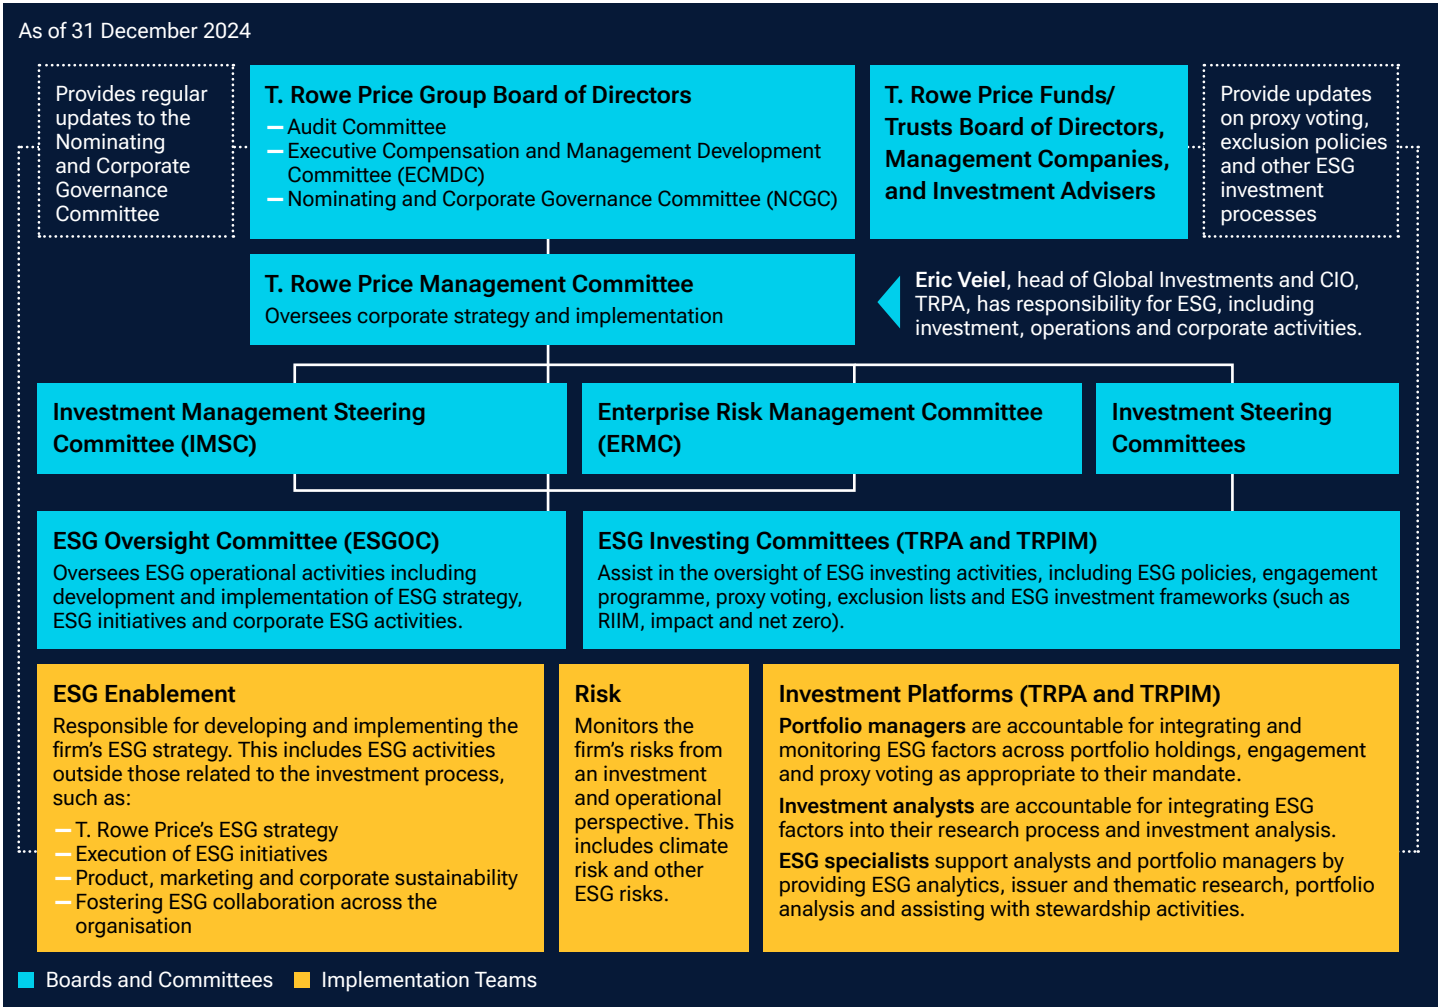 As of 31 December 2024
Provides regular
updates to the
Nominating
and Corporate
Governance
Committee
T. Rowe Price Group Board of Directors
— Audit Committee
— Executive Compensation and Management Development
Committee (ECMDC)
— Nominating and Corporate Governance Committee (NCGC)
T. Rowe Price Funds/
Trusts Board of Directors,
Management Companies,
and Investment Advisers
Provide updates
on proxy voting,
exclusion policies
and other ESG
investment
processes
T. Rowe Price Management Committee
Oversees corporate strategy and implementation
Eric Veiel, head of Global Investments and CIO,
TRPA, has responsibility for ESG, including
investment, operations and corporate activities.
Investment Management Steering
Committee (IMSC)
Enterprise Risk Management Committee
(ERMC)
Investment Steering
Committees
ESG Oversight Committee (ESGOC)
Oversees ESG operational activities including
development and implementation of ESG strategy,
ESG initiatives and corporate ESG activities.
ESG Investing Committees (TRPA and TRPIM)
Assist in the oversight of ESG investing activities, including ESG policies, engagement
programme, proxy voting, exclusion lists and ESG investment frameworks (such as
RIIM, impact and net zero).
ESG Enablement
Responsible for developing and implementing the
firm's ESG strategy. This includes ESG activities
outside those related to the investment process,
such as:
— T. Rowe Price's ESG strategy
— Execution of ESG initiatives
— Product, marketing and corporate sustainability
— Fostering ESG collaboration across the
organisation
Risk
Monitors the
firm's risks from
an investment
and operational
perspective. This
includes climate
risk and other
ESG risks.
Investment Platforms (TRPA and TRPIM)
Portfolio managers are accountable for integrating and
monitoring ESG factors across portfolio holdings, engagement
and proxy voting as appropriate to their mandate.
Investment analysts are accountable for integrating ESG
factors into their research process and investment analysis.
ESG specialists support analysts and portfolio managers by
providing ESG analytics, issuer and thematic research, portfolio
analysis and assisting with stewardship activities.
Boards and Committees
Implementation Teams